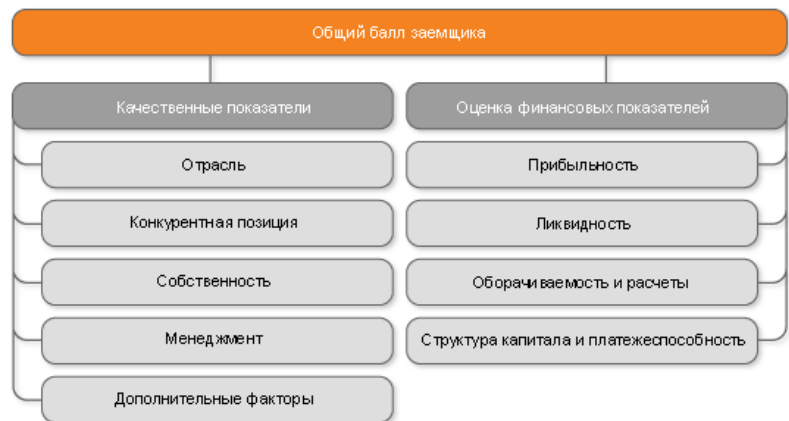 Общий балл заемщика
Качественные показатели
Отрасль
Конкурентная позиция
Собственность
Менеджмент
Дополнительные факторы
Оценка финансовых показателей
Прибыльность
Ликвидность
Оборачиваемость и расчеты
Структура капитала и платежеспособность